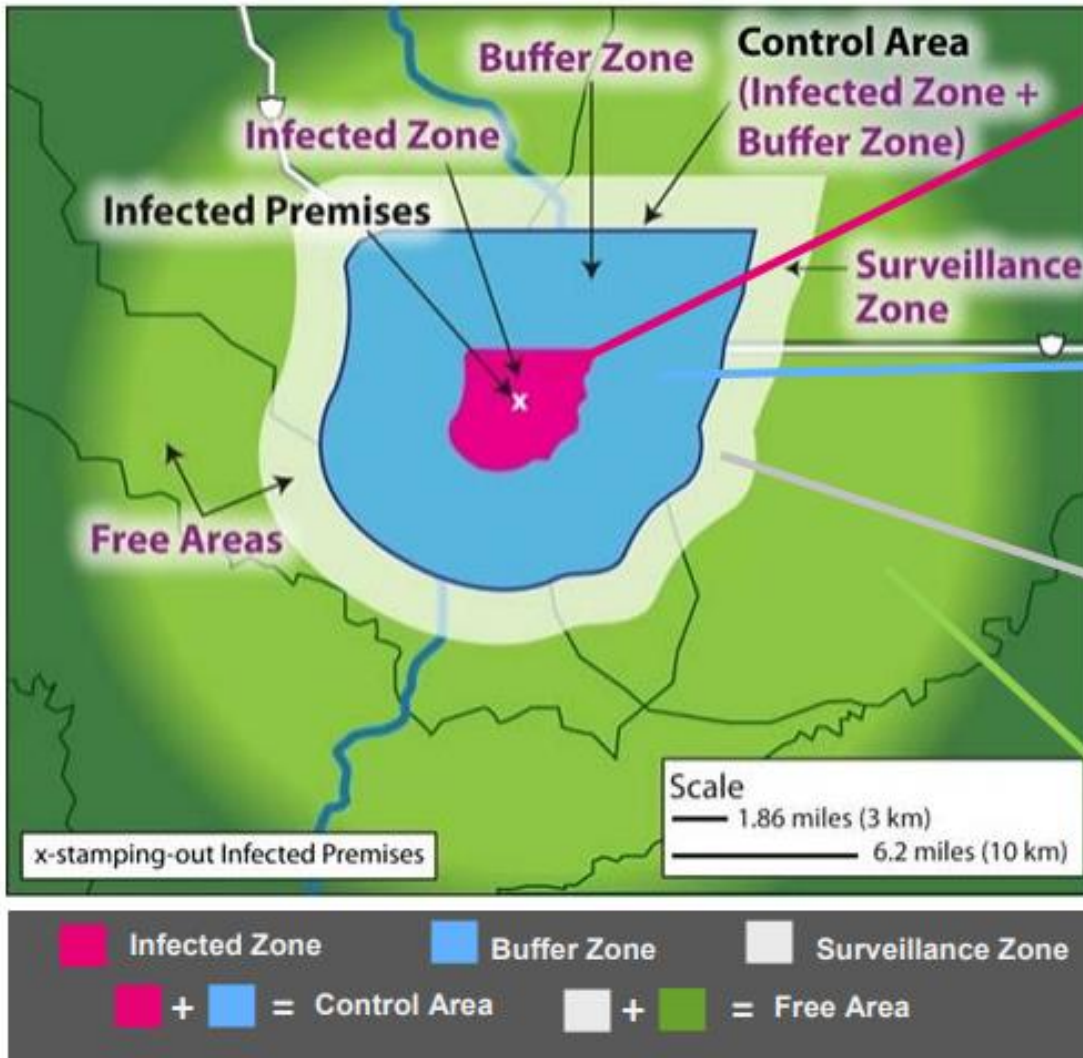 Buffer Zone
Control Area
(Infected Zone +
Buffer Zone)
Infected Zone
Infected Premises
Surveillance
Zone
Free Areas
Scale
1.86 miles (3 km)
6.2 miles (10 km)
x
x-stamping-out Infected Premises
Infected Zone
Buffer Zone
Surveillance Zone
+ = Control Area
+ = Free Area